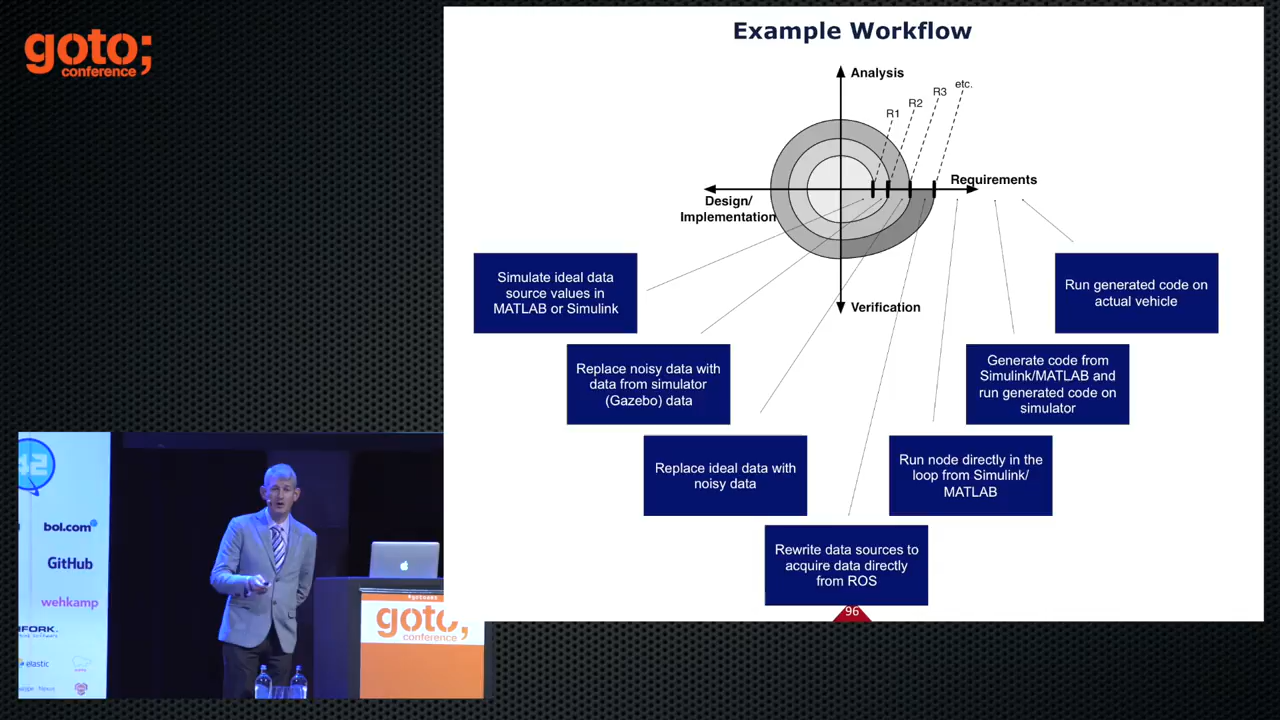 goto;
conference
Example Workflow
Analysis
R1
R2
R3
etc.
Requirements
Design/
Implementation
Verification
Simulate ideal data
source values in
MATLAB or Simulink
Replace noisy data with
data from simulator
(Gazebo) data
Replace ideal data with
noisy data
Rewrite data sources to
acquire data directly
from ROS
Run node directly in the
loop from Simulink/
MATLAB
Generate code from
Simulink/MATLAB and
run generated code on
simulator
Run generated code on
actual vehicle
96
bol.com
GitHub
wehkamp
elastic
goto;
conference